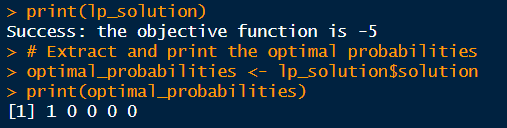 > print(lp_solution)
Success: the objective function is -5
> # Extract and print the optimal probabilities
> optimal_probabilities <- lp_solution$solution
> print(optimal_probabilities)
[1] 1 0 0 0 0